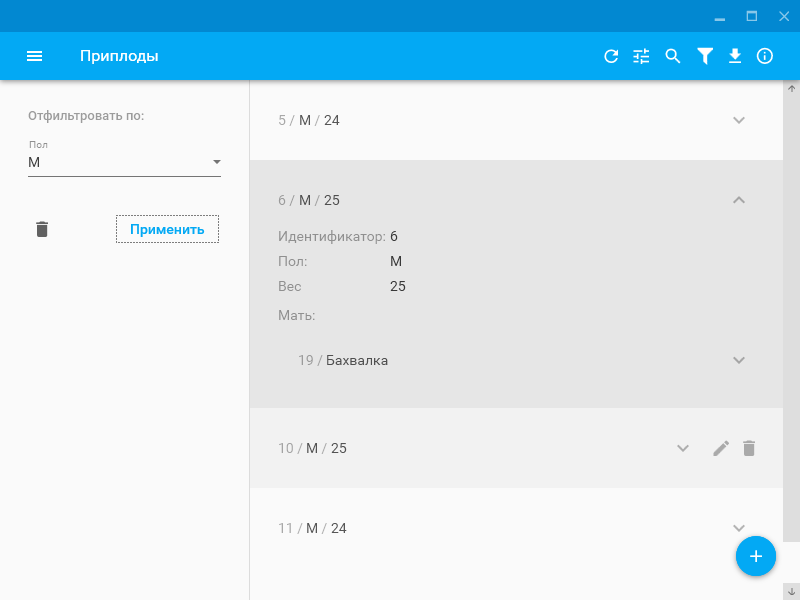 Приплоды
Отфильтровать по:
Пол
М
Применить
5 / М / 24
6 / М / 25
Идентификатор: 6
Пол: М
Вес 25
Мать:
19 / Бахвалка
10 / М / 25
11 / М / 24